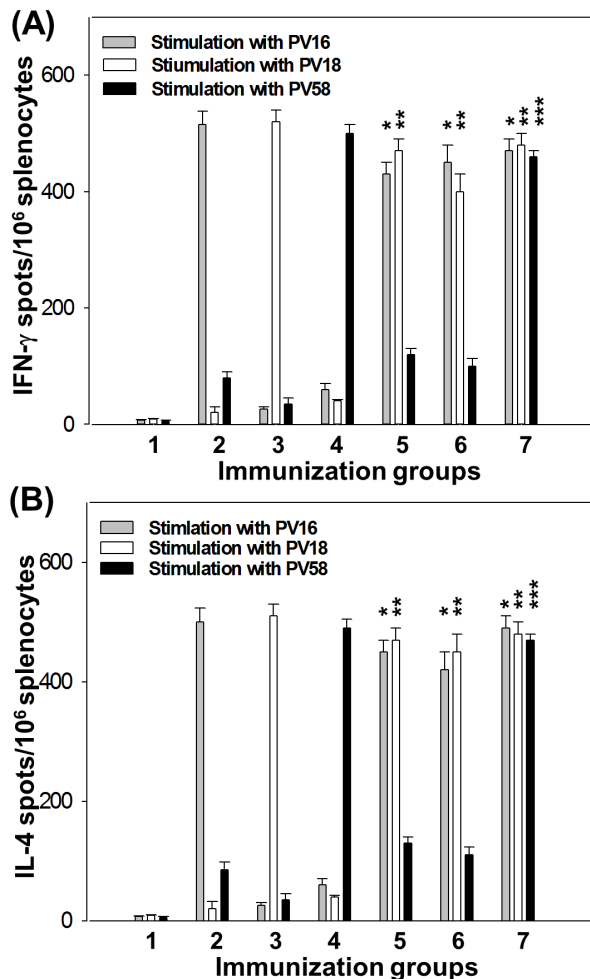 (A)
Stimulation with PV16
Stiumulation with PV18
Stimulation with PV58
IFN-γ spots/10⁶ splenocytes
600
400
200
0
* ** * ** * ** ***
1 2 3 4 5 6 7
Immunization groups
(B)
Stimlation with PV16
Stimulation with PV18
Stimulation with PV58
IL-4 spots/10⁶ splenocytes
600
400
200
0
* ** * ** * ** ***
1 2 3 4 5 6 7
Immunization groups